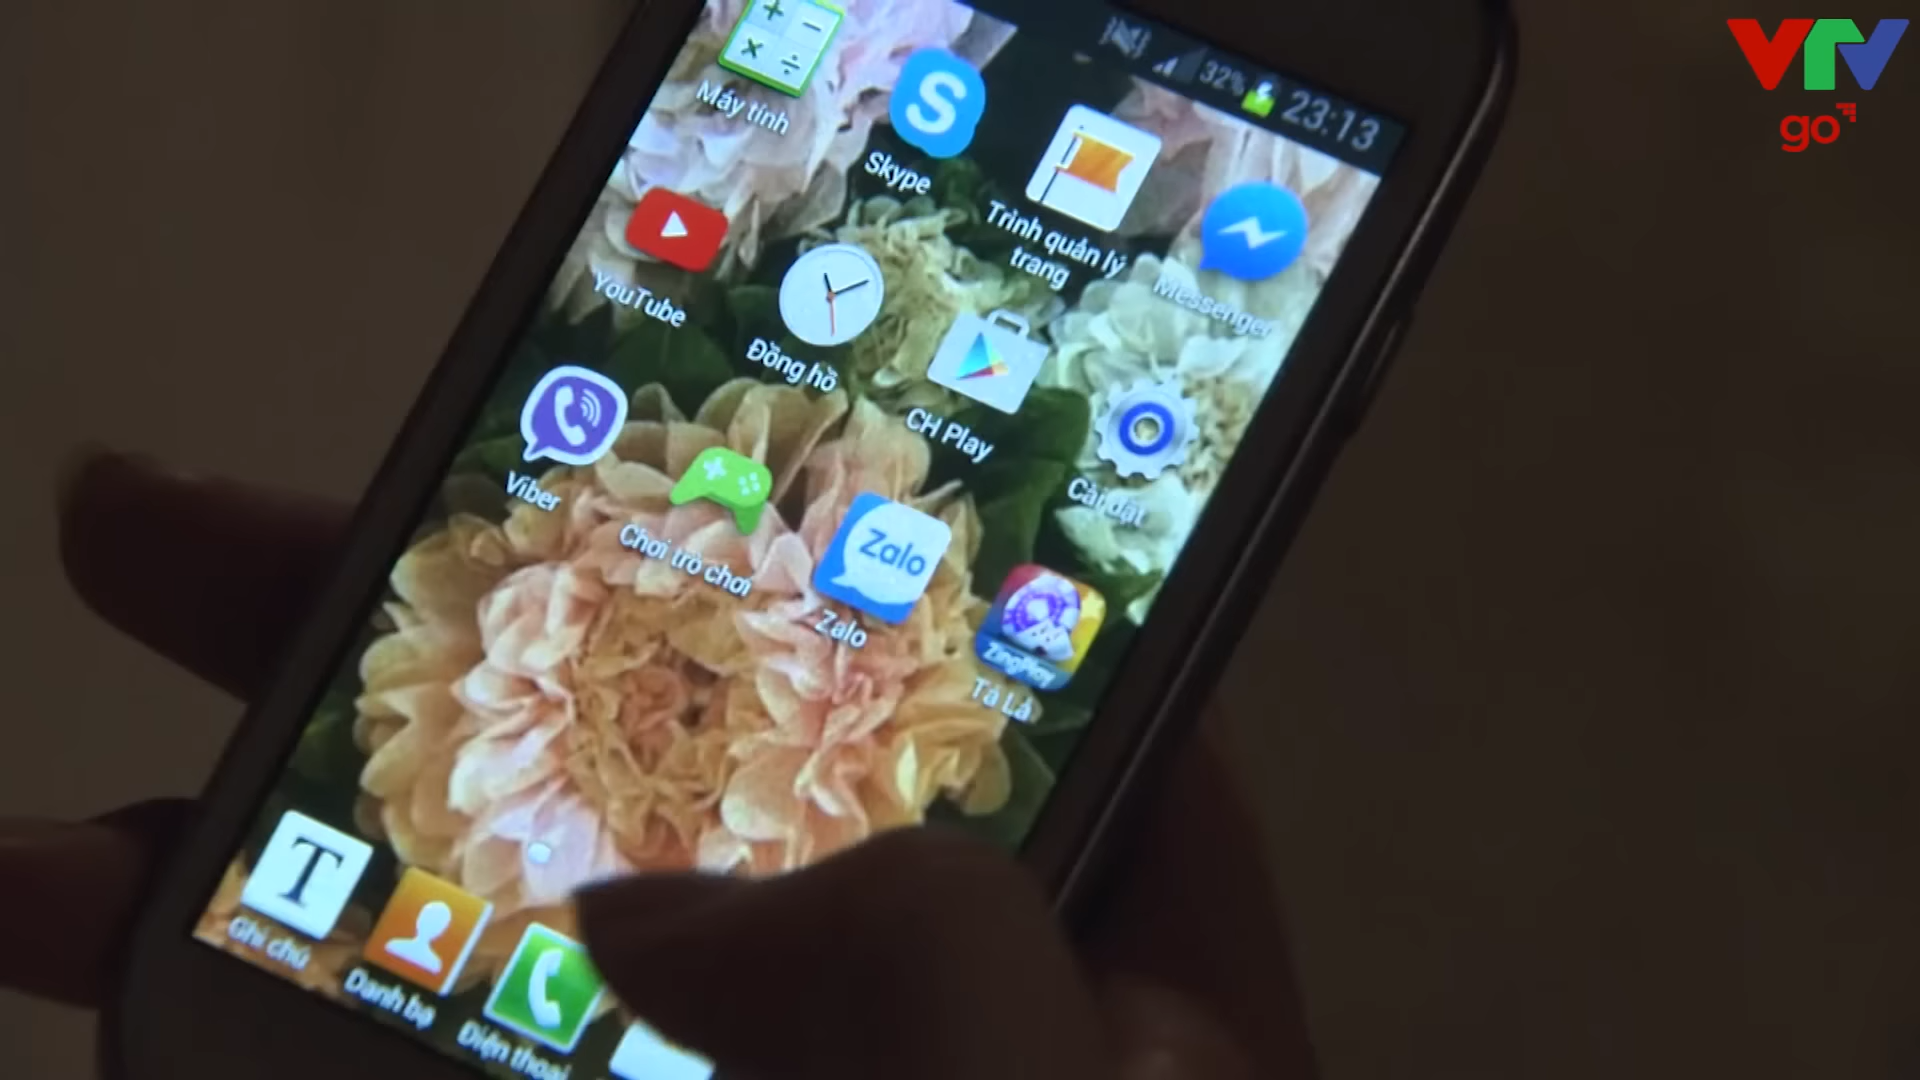 VTV
go
32% 23:13
Máy tính
Skype
Trình quản lý
trang
Messenger
YouTube
Đồng hồ
CH Play
Cài đặt
Viber
Chơi trò chơi
Zalo
Zalo
ZingPlay
Tá Lả
T
Ghi chú
Danh bạ
Điện thoại